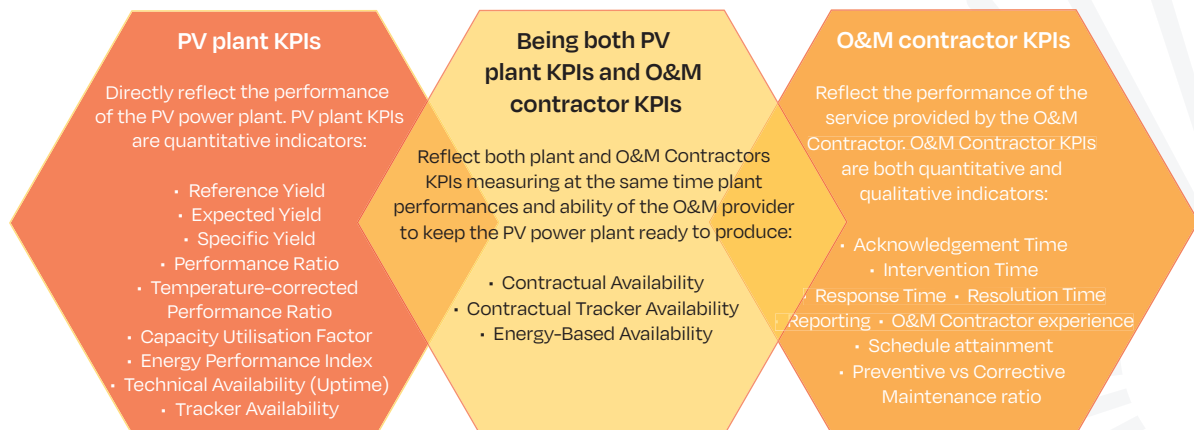 PV plant KPIs
Directly reflect the performance
of the PV power plant. PV plant KPIs
are quantitative indicators:
• Reference Yield
• Expected Yield
• Specific Yield
• Performance Ratio
• Temperature-corrected
Performance Ratio
• Capacity Utilisation Factor
• Energy Performance Index
• Technical Availability (Uptime)
• Tracker Availability
Being both PV
plant KPIs and O&M
contractor KPIs
Reflect both plant and O&M Contractors
KPIs measuring at the same time plant
performances and ability of the O&M provider
to keep the PV power plant ready to produce:
• Contractual Availability
• Contractual Tracker Availability
• Energy-Based Availability
O&M contractor KPIs
Reflect the performance of the
service provided by the O&M
Contractor. O&M Contractor KPIs
are both quantitative and
qualitative indicators:
• Acknowledgement Time
• Intervention Time
• Response Time • Resolution Time
• Reporting • O&M Contractor experience
• Schedule attainment
• Preventive vs Corrective
Maintenance ratio